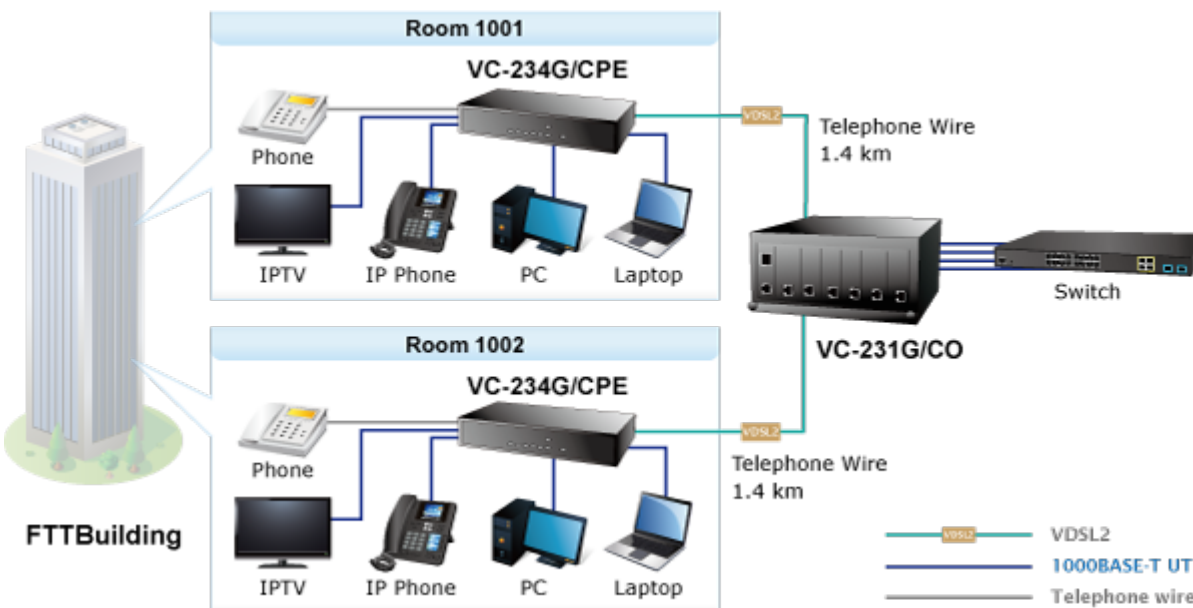 Room 1001
VC-234G/CPE
Phone
IPTV
IP Phone
PC
Laptop
VDSL2
Telephone Wire
1.4 km
Switch
VC-231G/CO
Room 1002
VC-234G/CPE
Phone
IPTV
IP Phone
PC
Laptop
VDSL2
Telephone Wire
1.4 km
FTTBuilding
VDSL2
VDSL2
1000BASE-T UT
Telephone wire